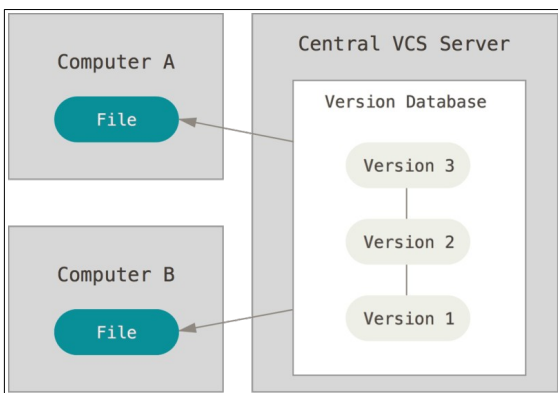 Computer A
File
Computer B
File
Central VCS Server
Version Database
Version 3
Version 2
Version 1